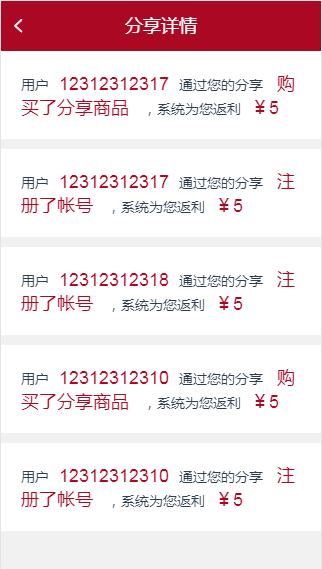 分享详情
用户 12312312317 通过您的分享 购
买了分享商品 ，系统为您返利 ¥5
用户 12312312317 通过您的分享 注
册了帐号 ，系统为您返利 ¥5
用户 12312312318 通过您的分享 注
册了帐号 ，系统为您返利 ¥5
用户 12312312310 通过您的分享 购
买了分享商品 ，系统为您返利 ¥5
用户 12312312310 通过您的分享 注
册了帐号 ，系统为您返利 ¥5